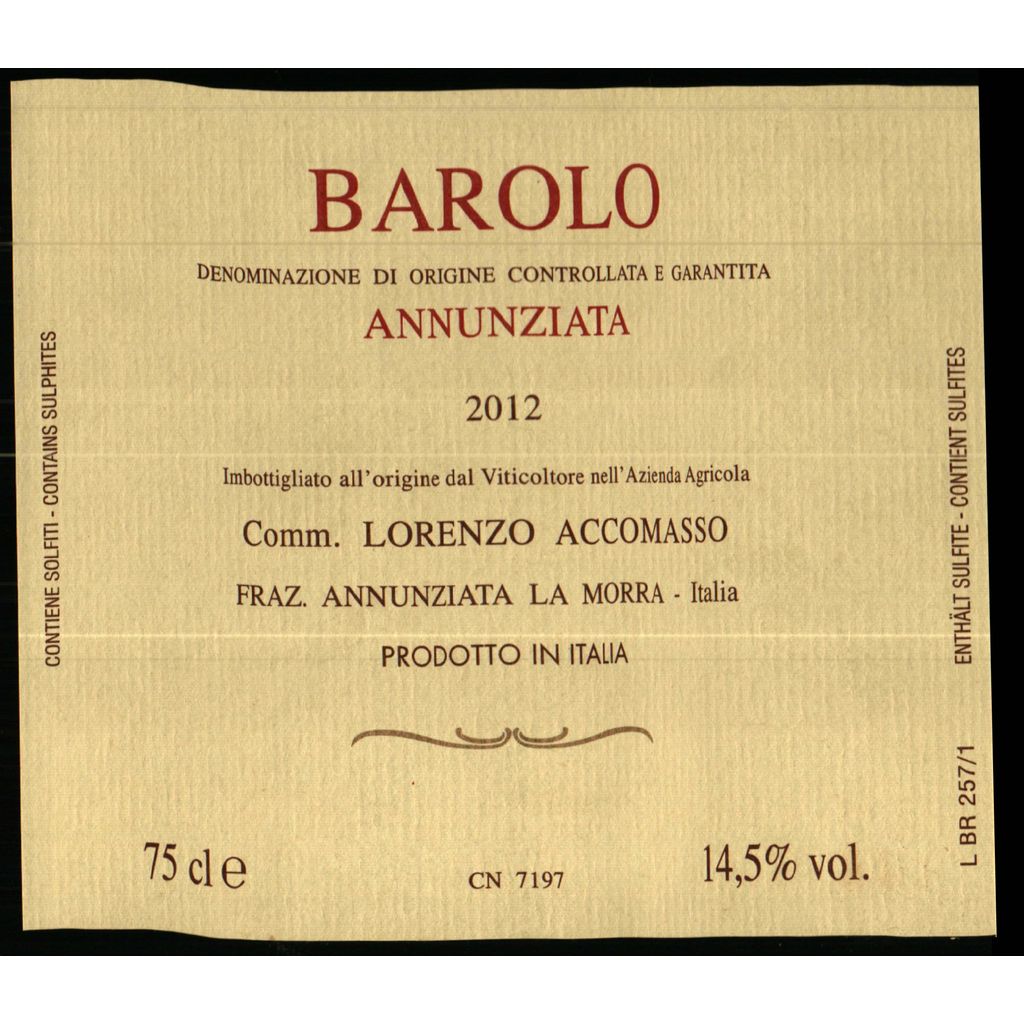 BAROLO
DENOMINAZIONE DI ORIGINE CONTROLLATA E GARANTITA
ANNUNZIATA
2012
Imbottigliato all'origine dal Viticoltore nell'Azienda Agricola
Comm. LORENZO ACCOMASSO
FRAZ. ANNUNZIATA LA MORRA - Italia
PRODOTTO IN ITALIA
75 cl e
CN 7197
14,5% vol.
CONTIENE SOLFITI - CONTAINS SULPHITES
ENTHÄLT SULFITE - CONTIENT SULFITES
L BR 257/1